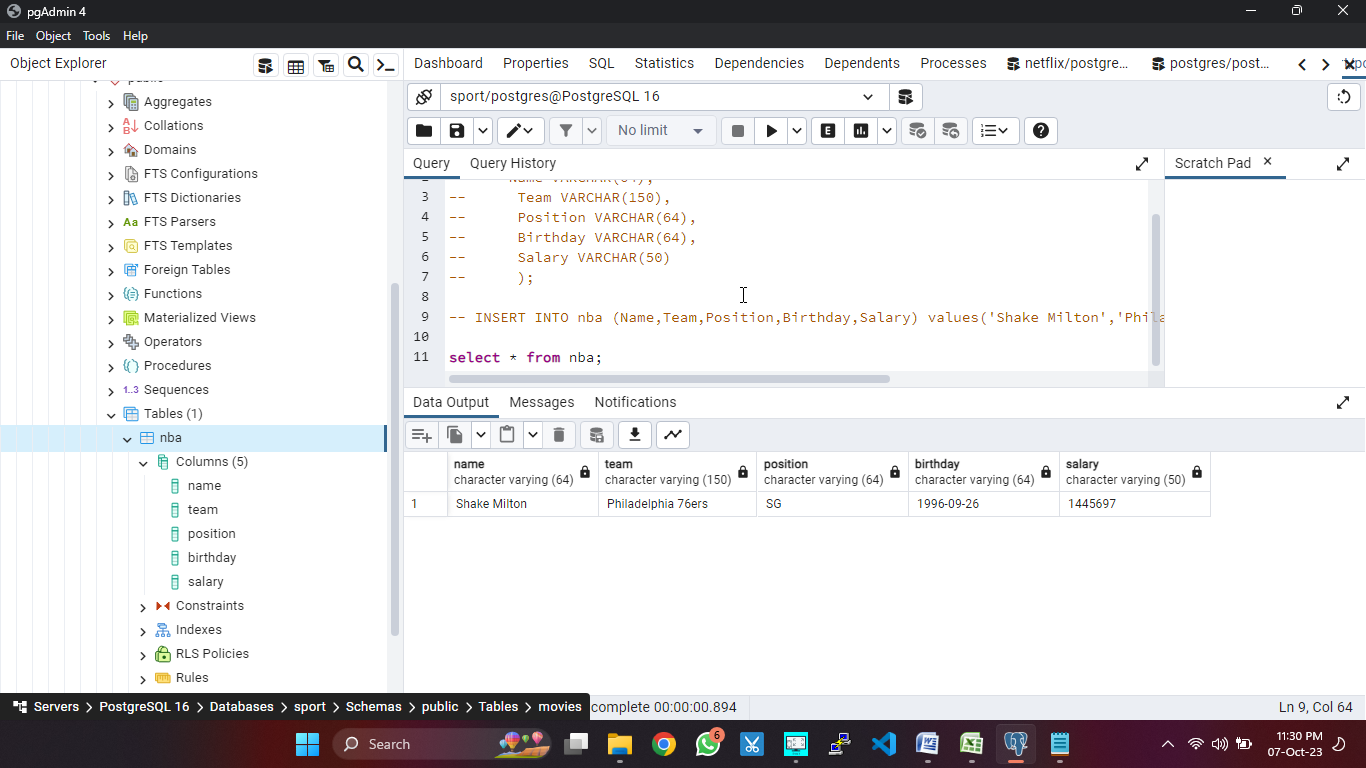 pgAdmin 4
File Object Tools Help
Object Explorer
Dashboard Properties SQL Statistics Dependencies Dependents Processes netflix/postgre... postgres/post...
sport/postgres@PostgreSQL 16
No limit
Query Query History
Scratch Pad
public
Aggregates
Collations
Domains
FTS Configurations
FTS Dictionaries
FTS Parsers
FTS Templates
Foreign Tables
Functions
Materialized Views
Operators
Procedures
1..3 Sequences
Tables (1)
nba
Columns (5)
name
team
position
birthday
salary
Constraints
Indexes
RLS Policies
Rules
2 Name VARCHAR(64),
3 -- Team VARCHAR(150),
4 -- Position VARCHAR(64),
5 -- Birthday VARCHAR(64),
6 -- Salary VARCHAR(50)
7 -- );
8
9 -- INSERT INTO nba (Name,Team,Position,Birthday,Salary) values('Shake Milton','Phila
10
11 select * from nba;
Data Output Messages Notifications
name team position birthday salary
character varying (64) character varying (150) character varying (64) character varying (64) character varying (50)
1 Shake Milton Philadelphia 76ers SG 1996-09-26 1445697
Servers > PostgreSQL 16 > Databases > sport > Schemas > public > Tables > movies
complete 00:00:00.894
Ln 9, Col 64
Search
6
11:30 PM
07-Oct-23